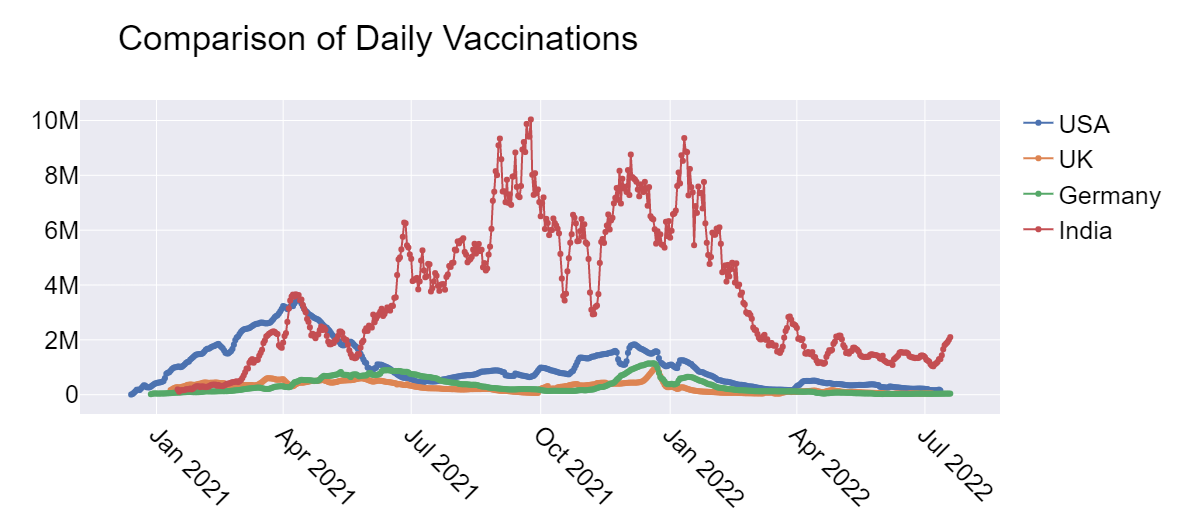 Comparison of Daily Vaccinations
10M
8M
6M
4M
2M
0
Jan 2021
Apr 2021
Jul 2021
Oct 2021
Jan 2022
Apr 2022
Jul 2022
USA
UK
Germany
India